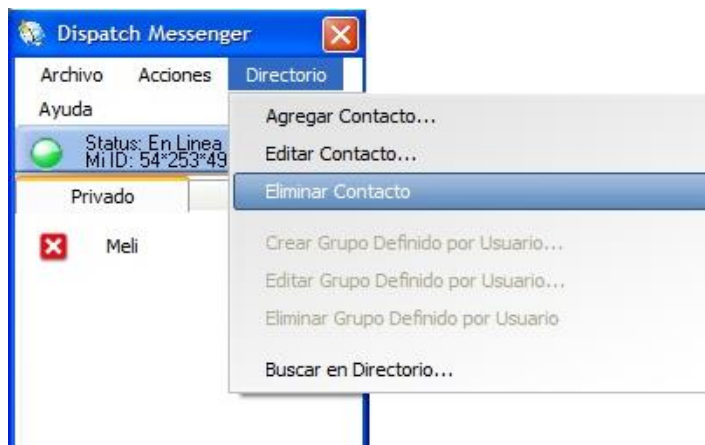 Dispatch Messenger
Archivo Acciones Directorio
Ayuda
Status: En Linea
Mi ID: 54*253*49
Privado
Meli
Agregar Contacto...
Editar Contacto...
Eliminar Contacto
Crear Grupo Definido por Usuario...
Editar Grupo Definido por Usuario...
Eliminar Grupo Definido por Usuario
Buscar en Directorio...